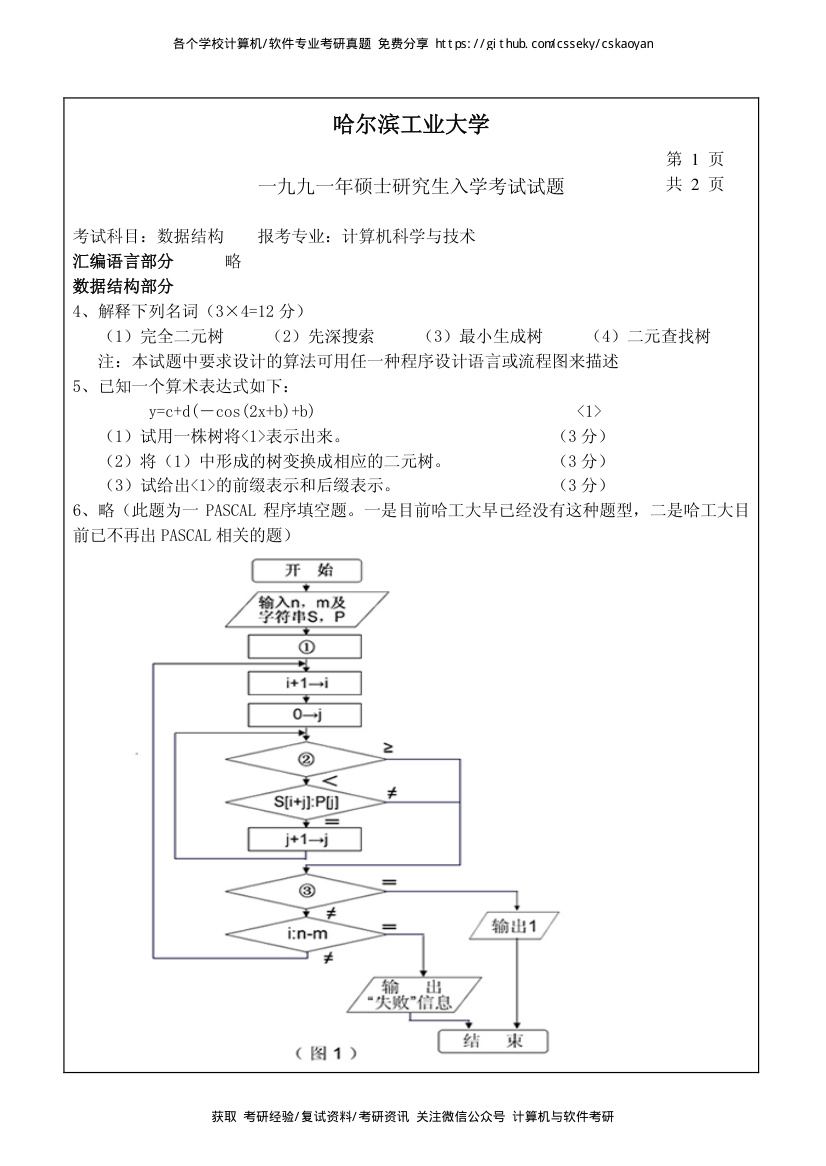 各个学校计算机/软件专业考研真题 免费分享 https://github.com/csseky/cskaoyan
哈尔滨工业大学
第 1 页
一九九一年硕士研究生入学考试试题
共 2 页
考试科目：数据结构 报考专业：计算机科学与技术
汇编语言部分 略
数据结构部分
4、解释下列名词（3×4=12 分）
（1）完全二元树 （2）先深搜索 （3）最小生成树 （4）二元查找树
注：本试题中要求设计的算法可用任一种程序设计语言或流程图来描述
5、已知一个算术表达式如下：
y=c+d(－cos(2x+b)+b) <1>
（1）试用一株树将<1>表示出来。 （3 分）
（2）将（1）中形成的树变换成相应的二元树。 （3 分）
（3）试给出<1>的前缀表示和后缀表示。 （3 分）
6、略（此题为一 PASCAL 程序填空题。一是目前哈工大早已经没有这种题型，二是哈工大目
前已不再出 PASCAL 相关的题）
开 始
输入n，m及
字符串S，P
①
i+1→i
0→j
② ≥
＜
S[i+j]:P[j] ≠
＝
j+1→j
③ ＝
≠
输出1
i:n-m ＝
≠
输 出
“失败”信息
结 束
（图 1）
获取 考研经验/复试资料/考研资讯 关注微信公众号 计算机与软件考研